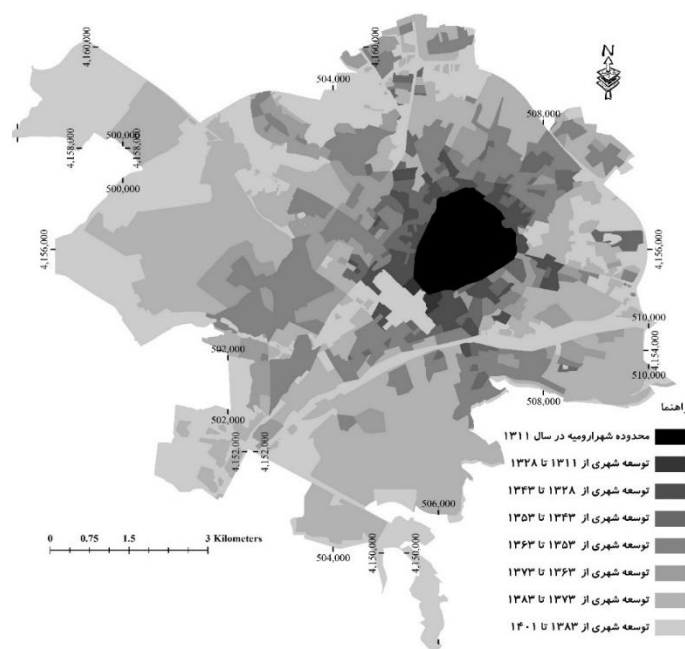 4,160,000
4,160,000
N
504,000
508,000
4,158,000
500,000
4,158,000
500,000
4,156,000
4,156,000
510,000
4,154,000
510,000
502,000
502,000
508,000
4,152,000
4,152,000
506,000
504,000
4,150,000
4,150,000
0 0.75 1.5 3 Kilometers
راهنما
محدوده شهرارومیه در سال ۱۳۱۱
توسعه شهری از ۱۳۱۱ تا ۱۳۲۸
توسعه شهری از ۱۳۲۸ تا ۱۳۴۳
توسعه شهری از ۱۳۴۳ تا ۱۳۵۳
توسعه شهری از ۱۳۵۳ تا ۱۳۶۳
توسعه شهری از ۱۳۶۳ تا ۱۳۷۳
توسعه شهری از ۱۳۷۳ تا ۱۳۸۳
توسعه شهری از ۱۳۸۳ تا ۱۴۰۱